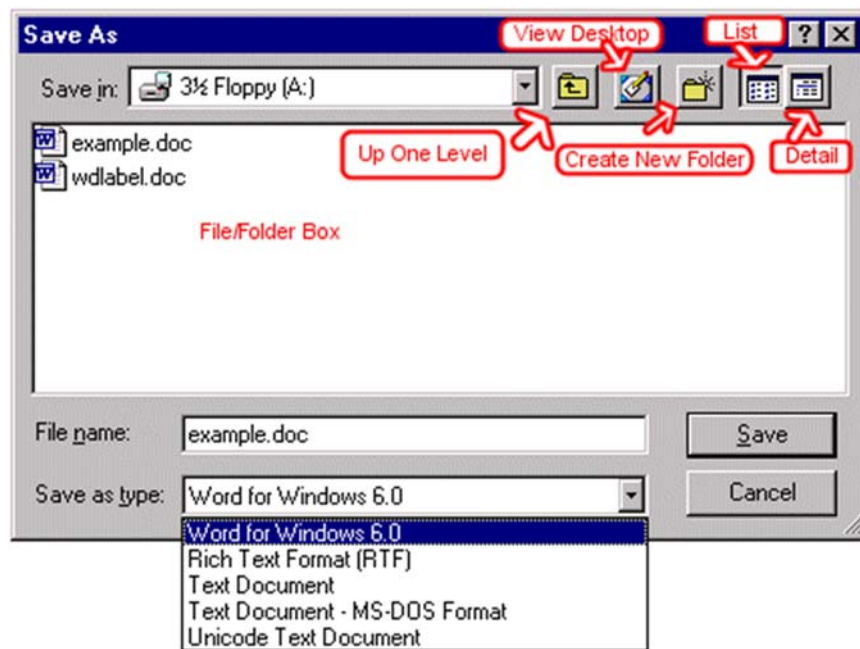 Save As
View Desktop
List
Save in: 3½ Floppy (A:)
example.doc
wdlabel.doc
Up One Level
Create New Folder
Detail
File/Folder Box
File name: example.doc
Save
Save as type: Word for Windows 6.0
Cancel
Word for Windows 6.0
Rich Text Format (RTF)
Text Document
Text Document - MS-DOS Format
Unicode Text Document